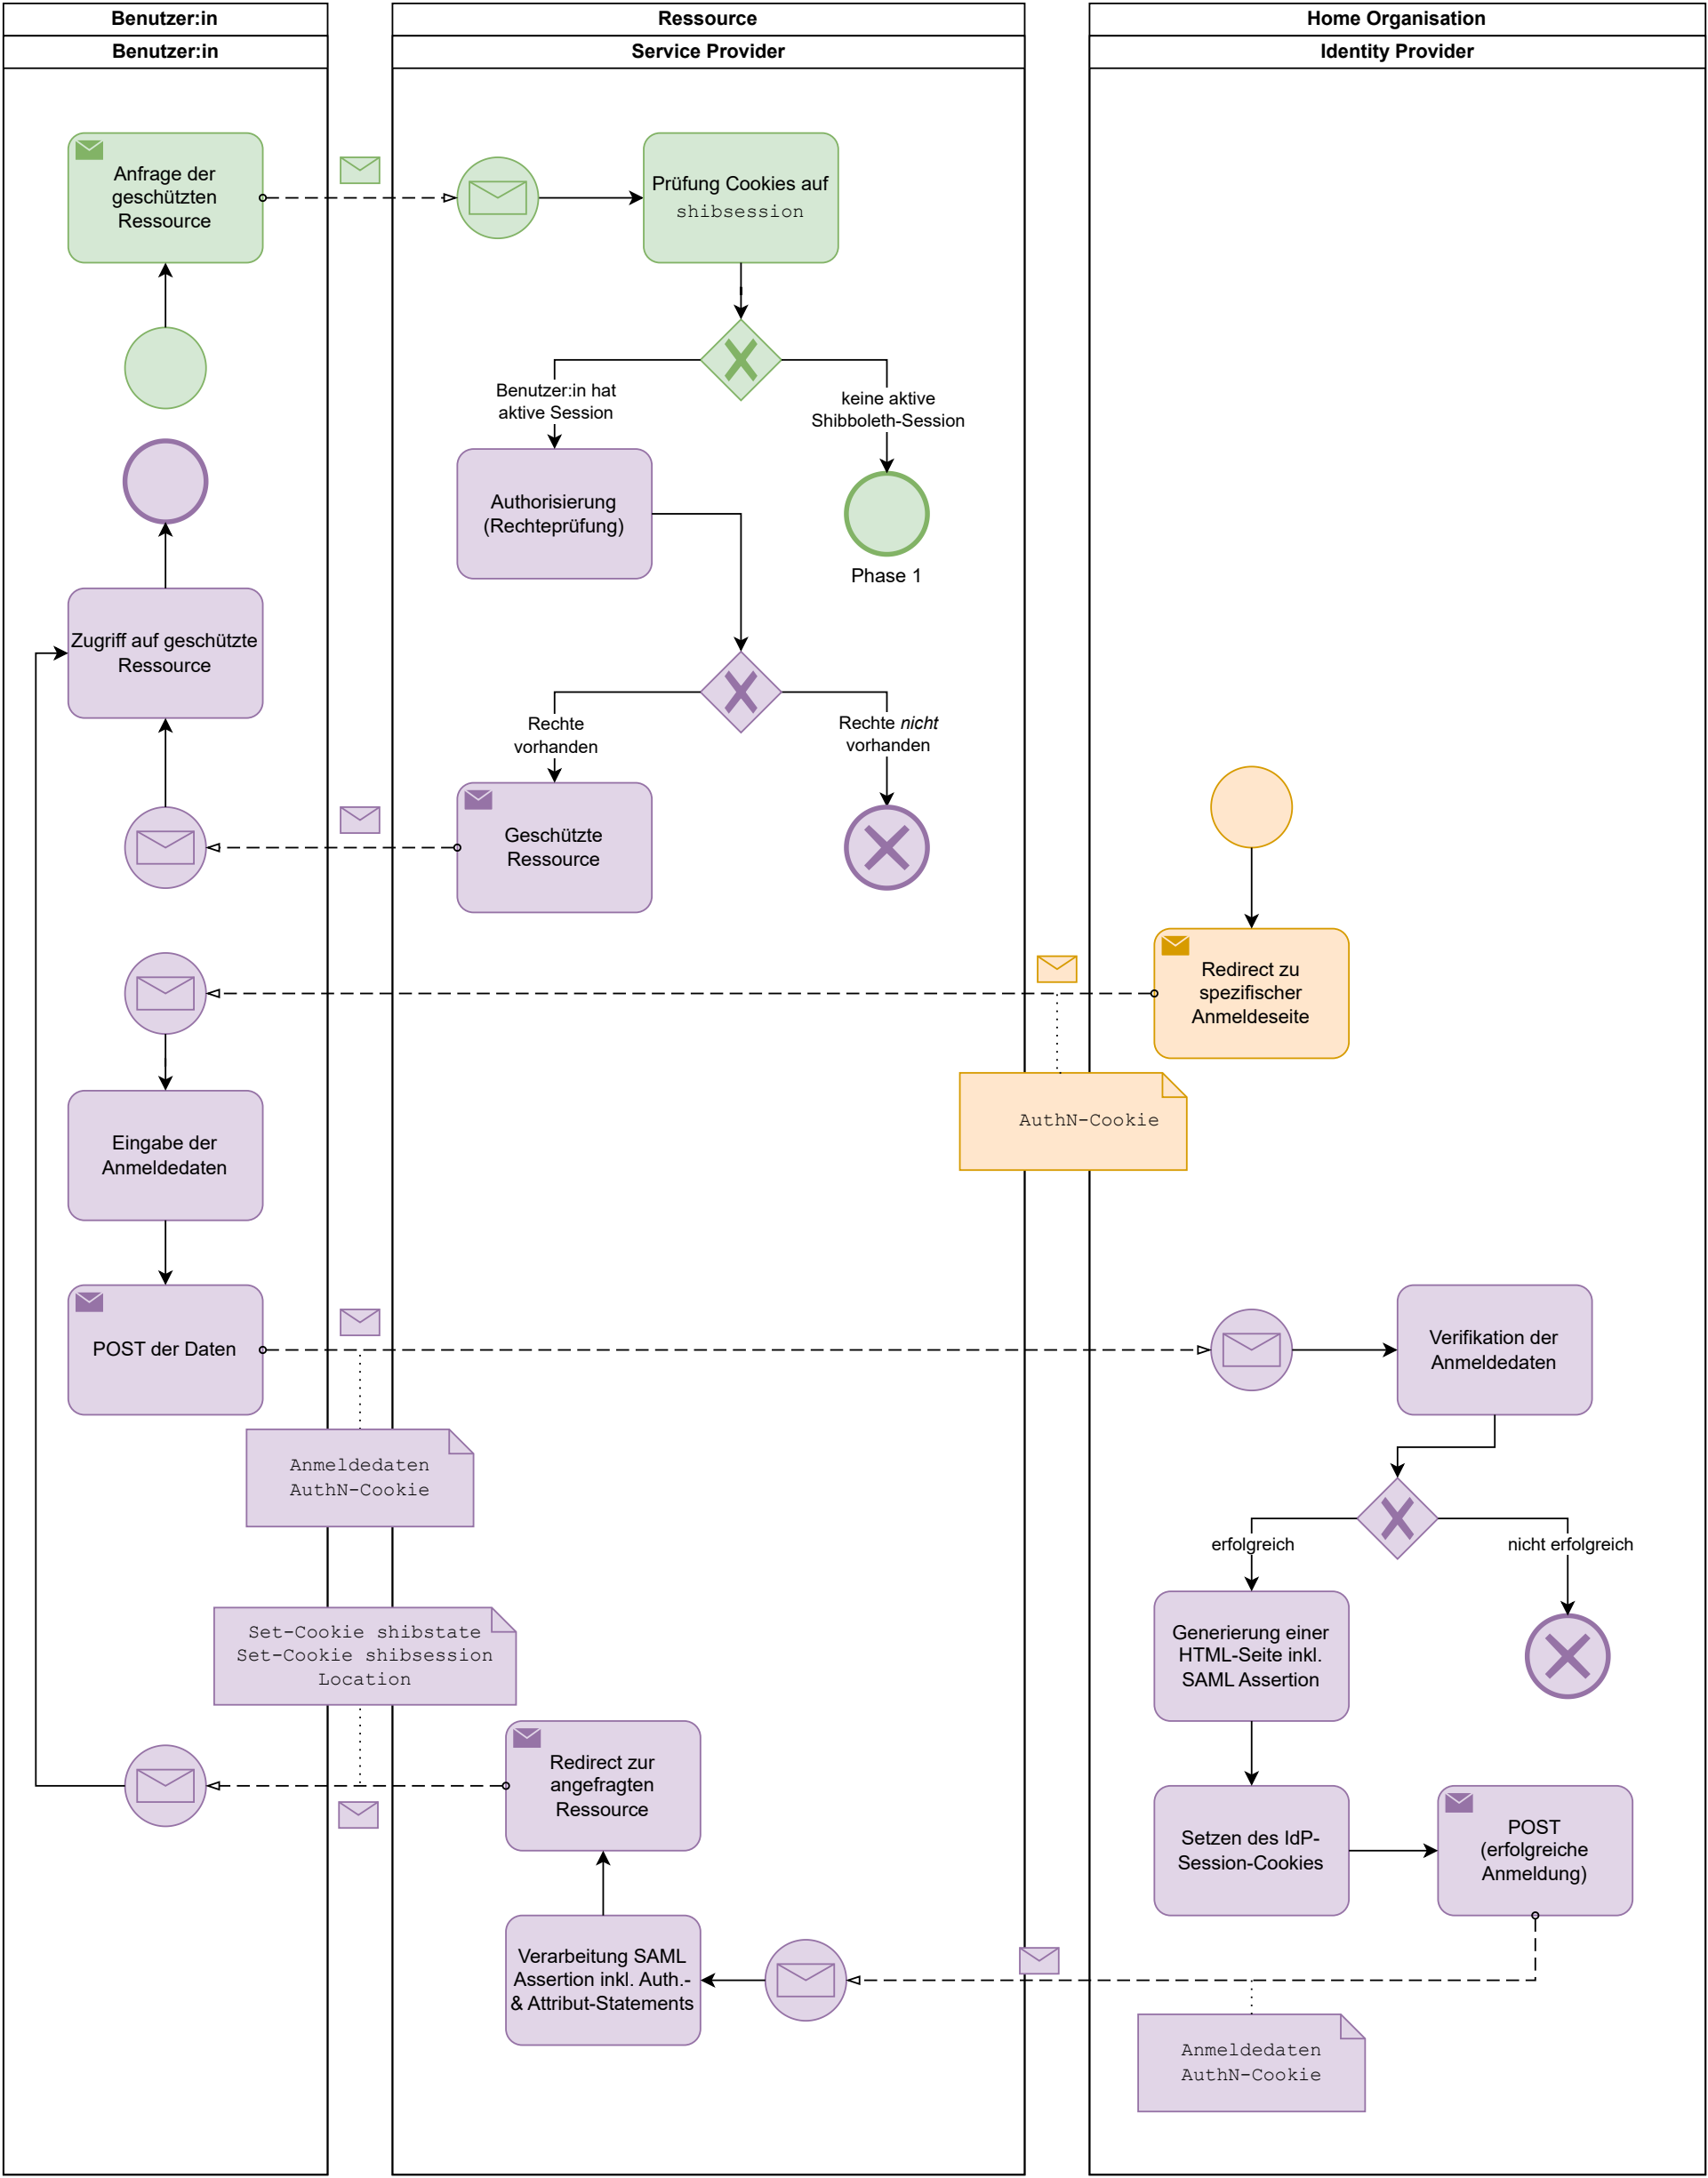 Benutzer:in
Ressource
Home Organisation
Benutzer:in
Service Provider
Identity Provider
Anfrage der
geschützten
Ressource
Prüfung Cookies auf
shibsession
Benutzer:in hat
aktive Session
keine aktive
Shibboleth-Session
Authorisierung
(Rechteprüfung)
Phase 1
Zugriff auf geschützte
Ressource
Rechte
vorhanden
Rechte nicht
vorhanden
Geschützte
Ressource
Redirect zu
spezifischer
Anmeldeseite
AuthN-Cookie
Eingabe der
Anmeldedaten
POST der Daten
Verifikation der
Anmeldedaten
Anmeldedaten
AuthN-Cookie
erfolgreich
nicht erfolgreich
Set-Cookie shibstate
Set-Cookie shibsession
Location
Generierung einer
HTML-Seite inkl.
SAML Assertion
Redirect zur
angefragten
Ressource
Setzen des IdP-
Session-Cookies
POST
(erfolgreiche
Anmeldung)
Verarbeitung SAML
Assertion inkl. Auth.-
& Attribut-Statements
Anmeldedaten
AuthN-Cookie